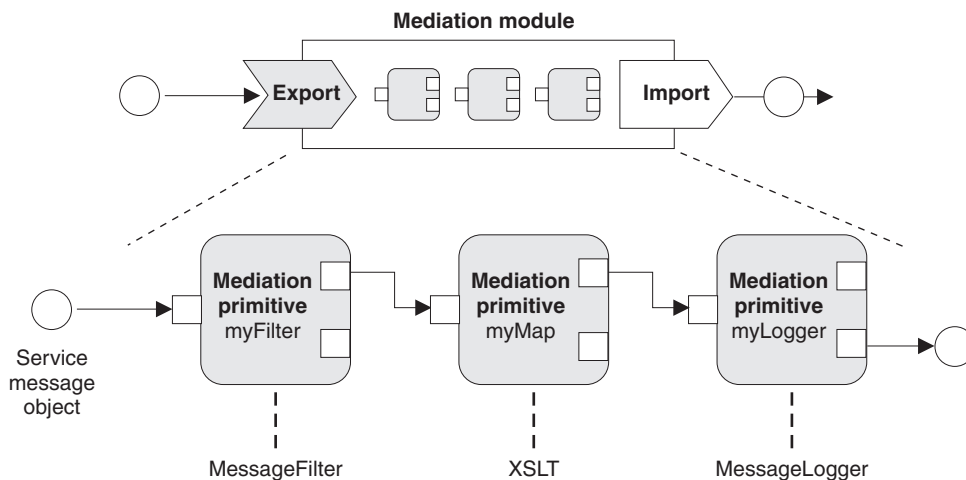 Mediation module
Export
Import
Mediation
primitive
myFilter
Mediation
primitive
myMap
Mediation
primitive
myLogger
Service
message
object
MessageFilter
XSLT
MessageLogger